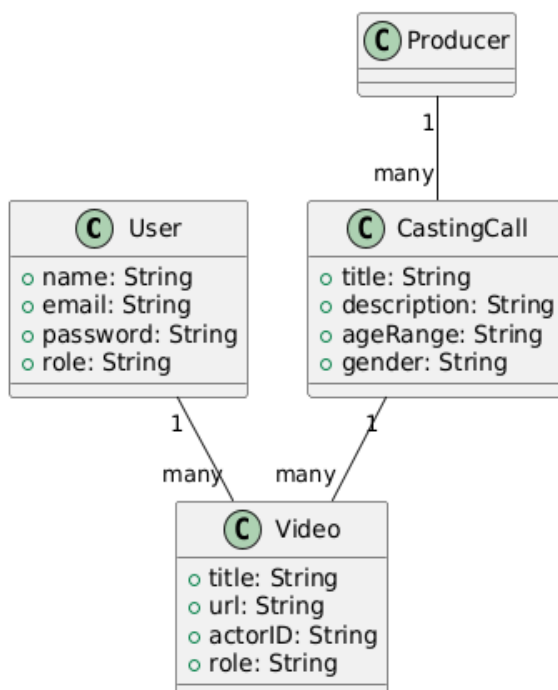 C Producer
1
many
C User
name: String
email: String
password: String
role: String
C CastingCall
title: String
description: String
ageRange: String
gender: String
1
many
1
many
C Video
title: String
url: String
actorID: String
role: String